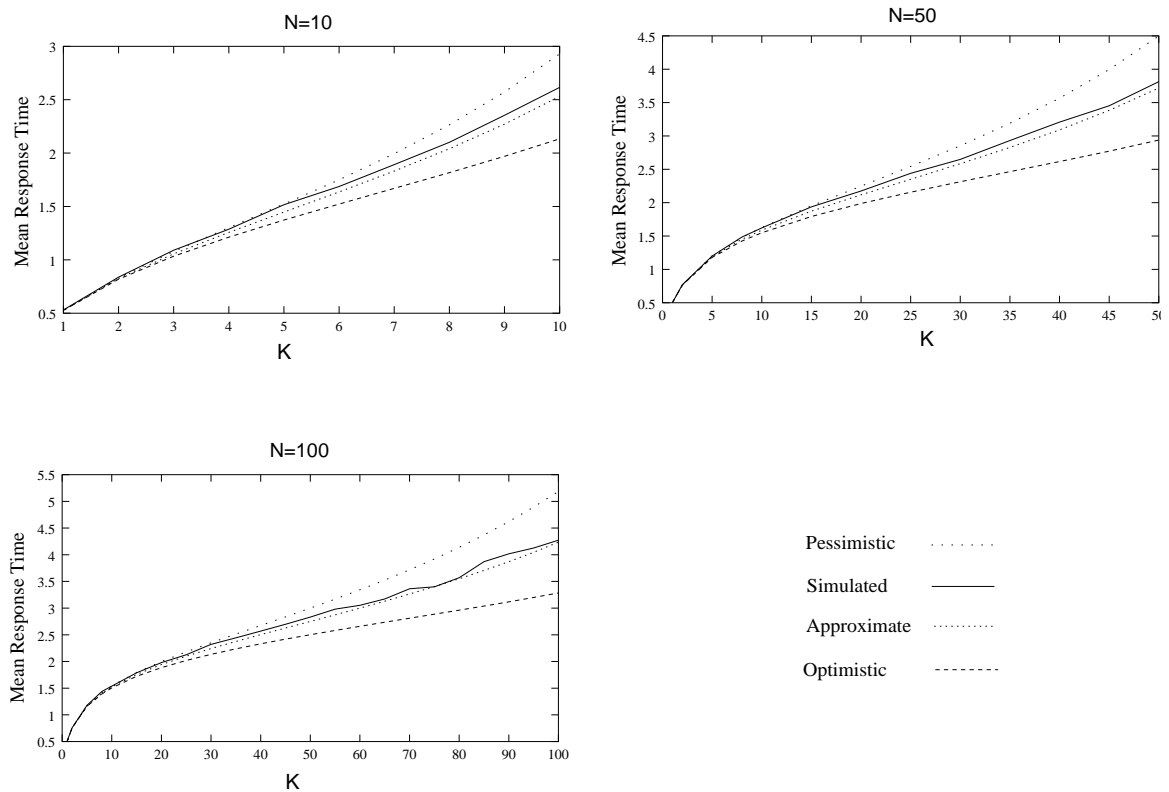 N=10
3
2.5
2
1.5
1
0.5
Mean Response Time
1 2 3 4 5 6 7 8 9 10
K
N=50
4.5
4
3.5
3
2.5
2
1.5
1
0.5
Mean Response Time
0 5 10 15 20 25 30 35 40 45 50
K
N=100
5.5
5
4.5
4
3.5
3
2.5
2
1.5
1
0.5
Mean Response Time
0 10 20 30 40 50 60 70 80 90 100
K
Pessimistic
Simulated
Approximate
Optimistic